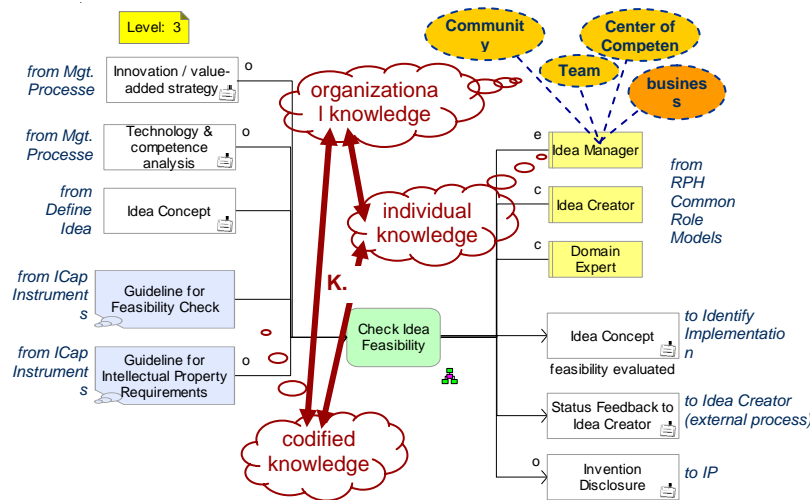 Level: 3
Communit
y
Center of
Competen
Team
busines
s
from Mgt.
Processe
Innovation / value-
added strategy
o
organizationa
l knowledge
from Mgt.
Processe
Technology &
competence
analysis
o
e
Idea Manager
from
RPH
Common
Role
Models
from
Define
Idea
Idea Concept
individual
knowledge
c
Idea Creator
c
Domain
Expert
from ICap
Instrument
s
Guideline for
Feasibility Check
K.
Check Idea
Feasibility
Idea Concept
feasibility evaluated
to Identify
Implementatio
n
from ICap
Instrument
s
Guideline for
Intellectual Property
Requirements
o
codified
knowledge
Status Feedback to
Idea Creator
to Idea Creator
(external process)
o
Invention
Disclosure
to IP